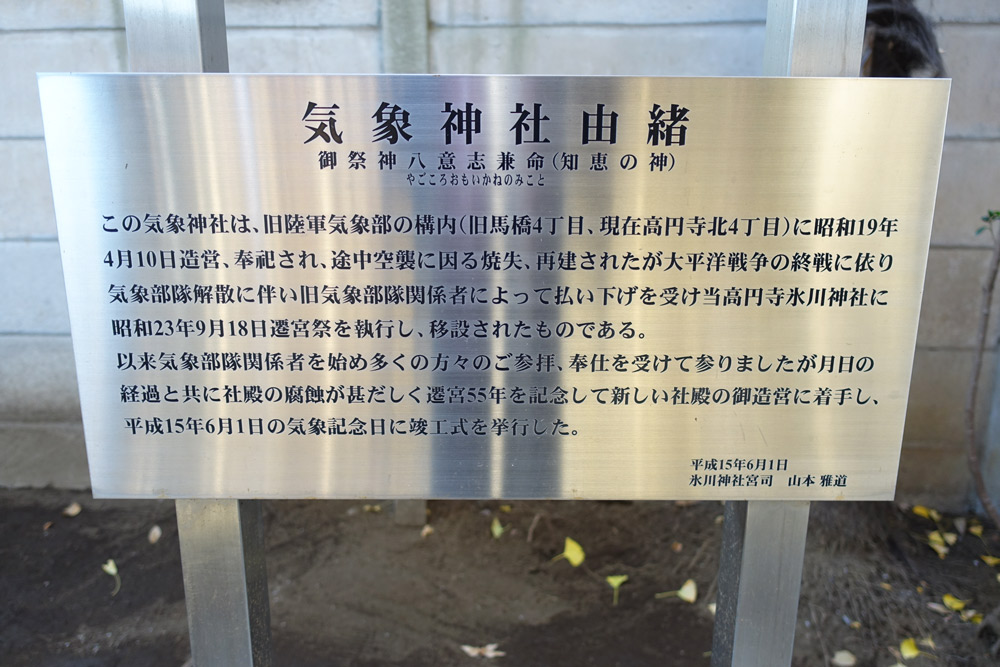 気象神社由緒
御祭神八意志兼命(知恵の神)
やごころおもいかねのみこと
この気象神社は、旧陸軍気象部の構内(旧馬橋4丁目、現在高円寺北4丁目)に昭和19年
4月10日造営、奉祀され、途中空襲に因る焼失、再建されたが大平洋戦争の終戦に依り
気象部隊解散に伴い旧気象部隊関係者によって払い下げを受け当高円寺氷川神社に
昭和23年9月18日遷宮祭を執行し、移設されたものである。
以来気象部隊関係者を始め多くの方々のご参拝、奉仕を受けて参りましたが月日の
経過と共に社殿の腐蝕が甚だしく遷宮55年を記念して新しい社殿の御造営に着手し、
平成15年6月1日の気象記念日に竣工式を挙行した。
平成15年6月1日
氷川神社宮司 山本 雅道